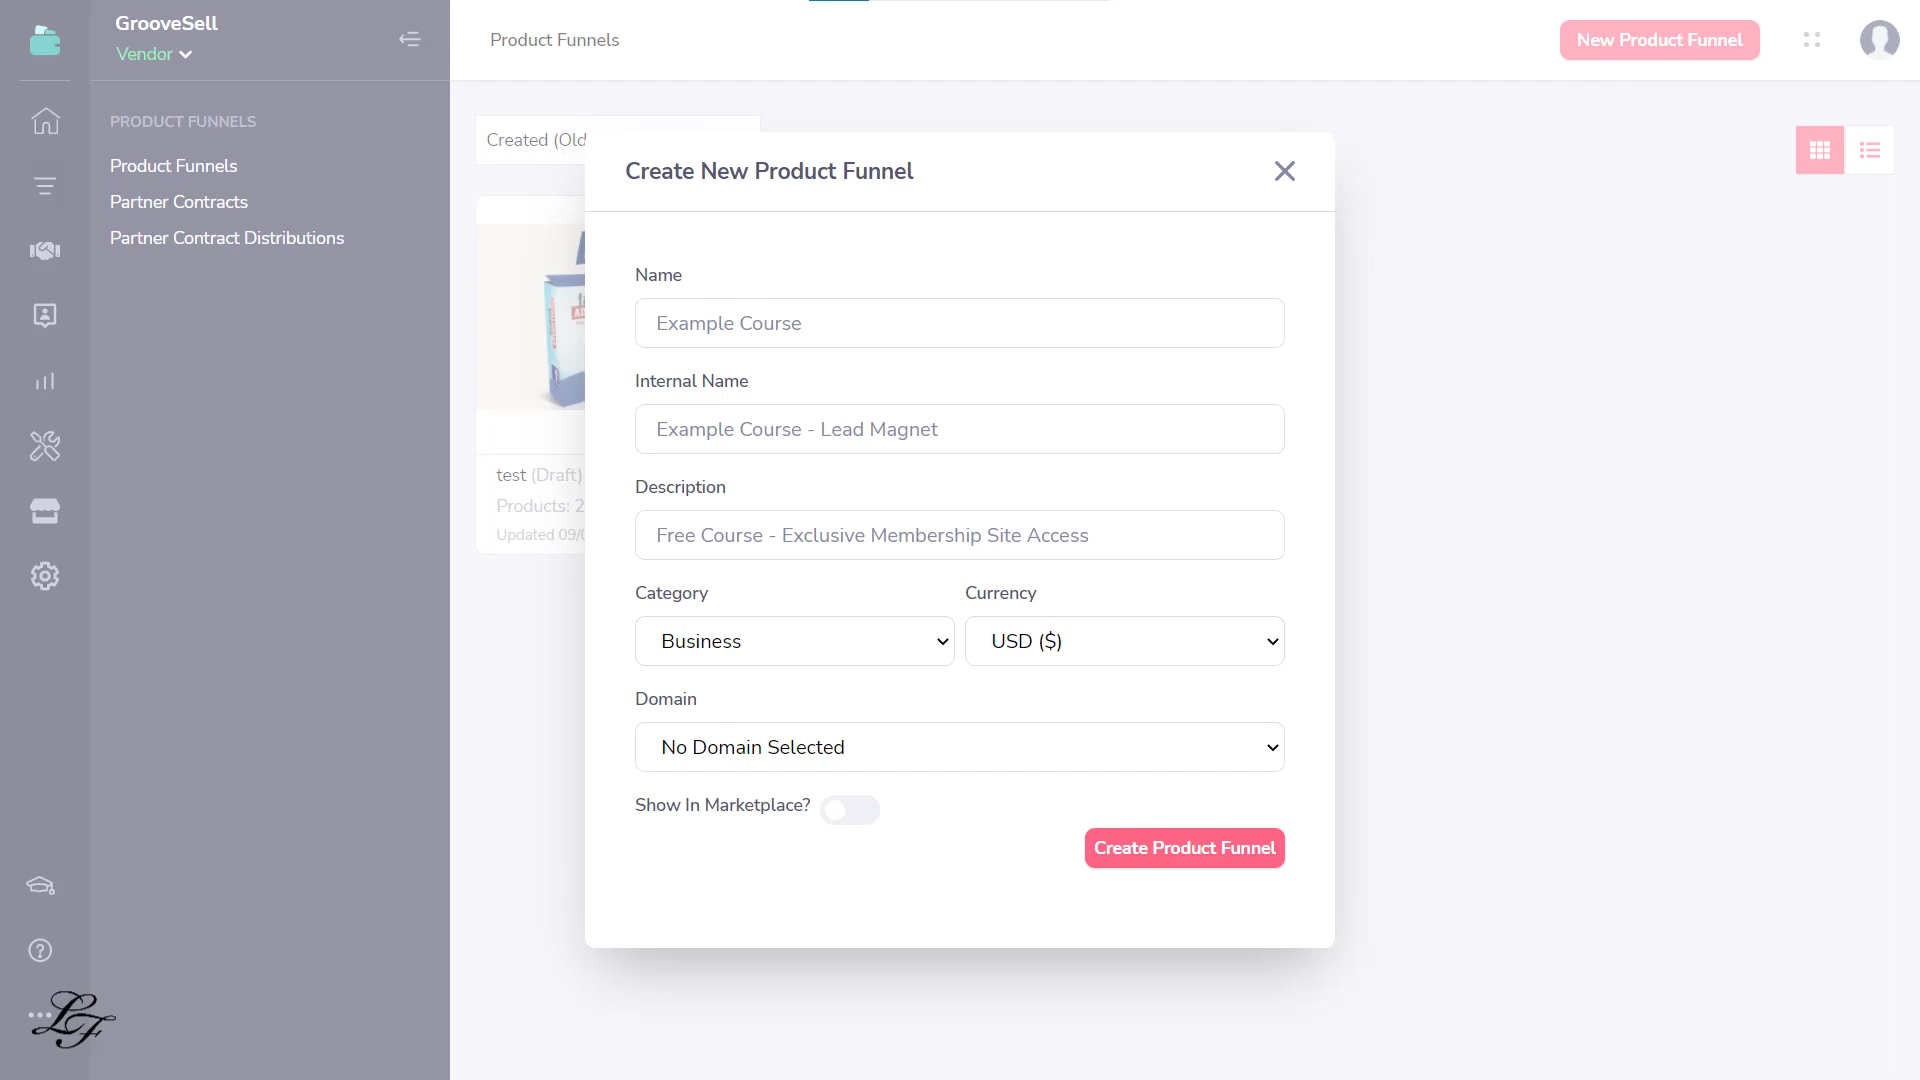 GrooveSell
Vendor
Product Funnels
New Product Funnel
PRODUCT FUNNELS
Product Funnels
Partner Contracts
Partner Contract Distributions
Created (Old
Create New Product Funnel
Name
Example Course
Internal Name
Example Course - Lead Magnet
Description
Free Course - Exclusive Membership Site Access
Category
Currency
Business
USD ($)
Domain
No Domain Selected
Show In Marketplace?
Create Product Funnel
test (Draft)
Products: 2
Updated 09/0
LF